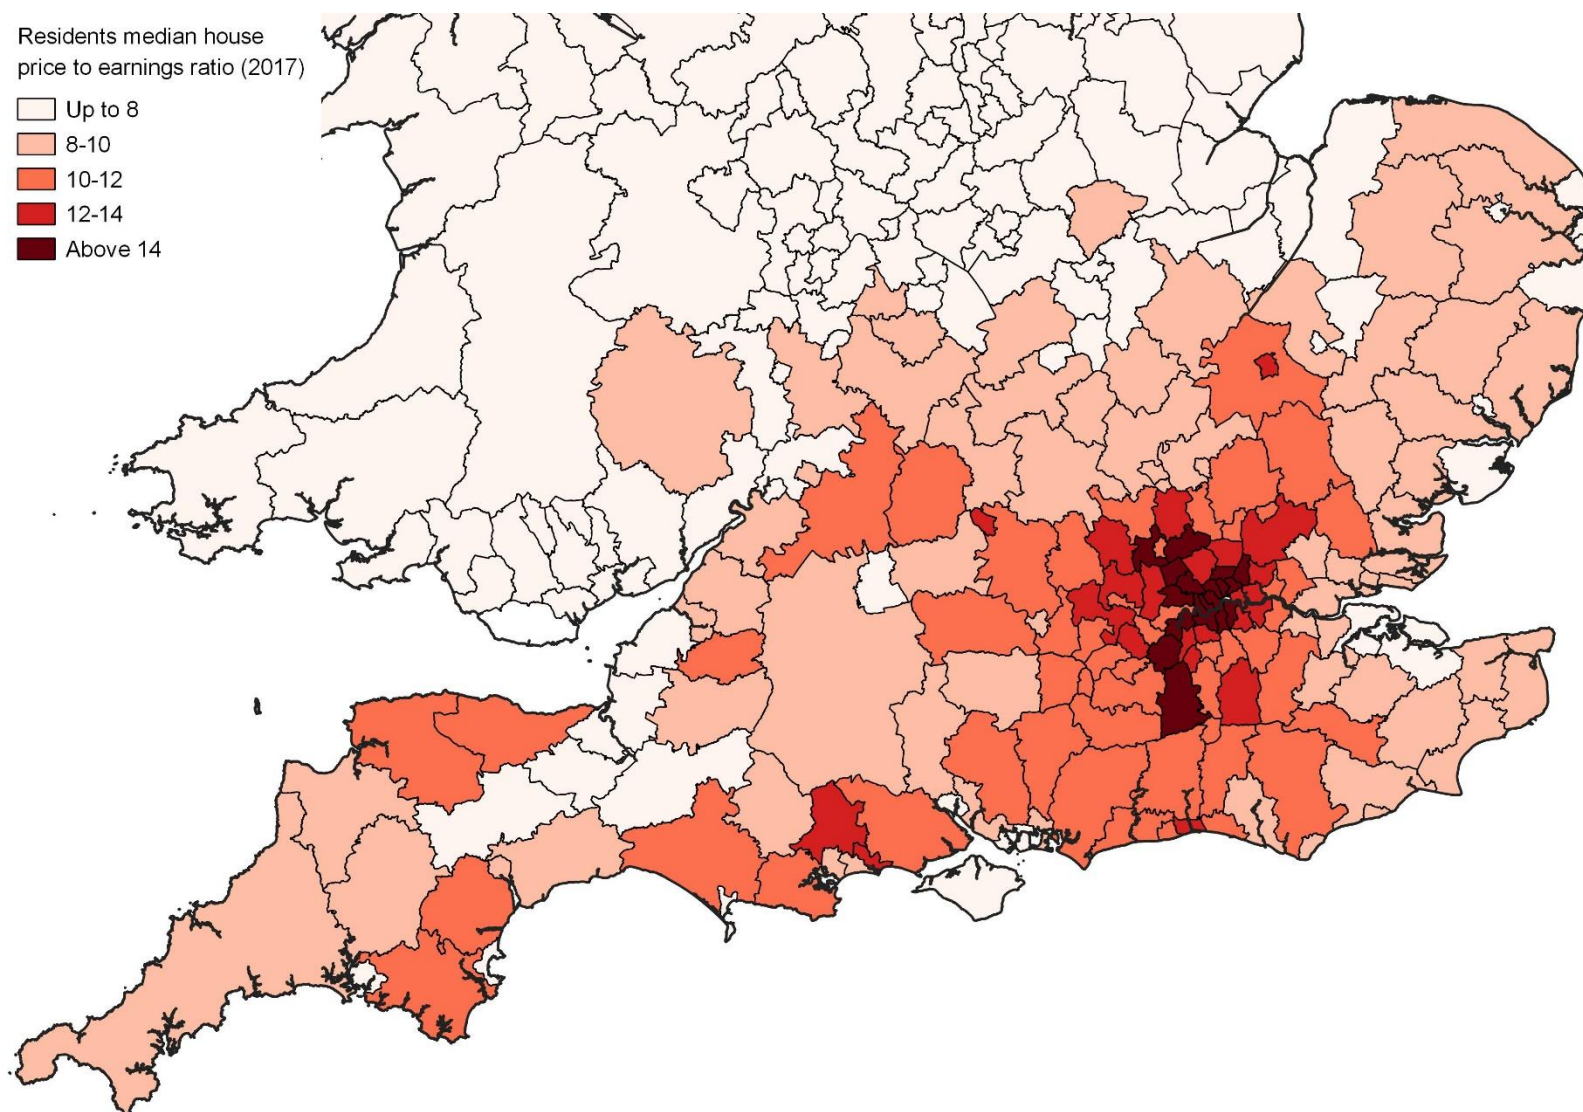 Residents median house
price to earnings ratio (2017)
Up to 8
8-10
10-12
12-14
Above 14